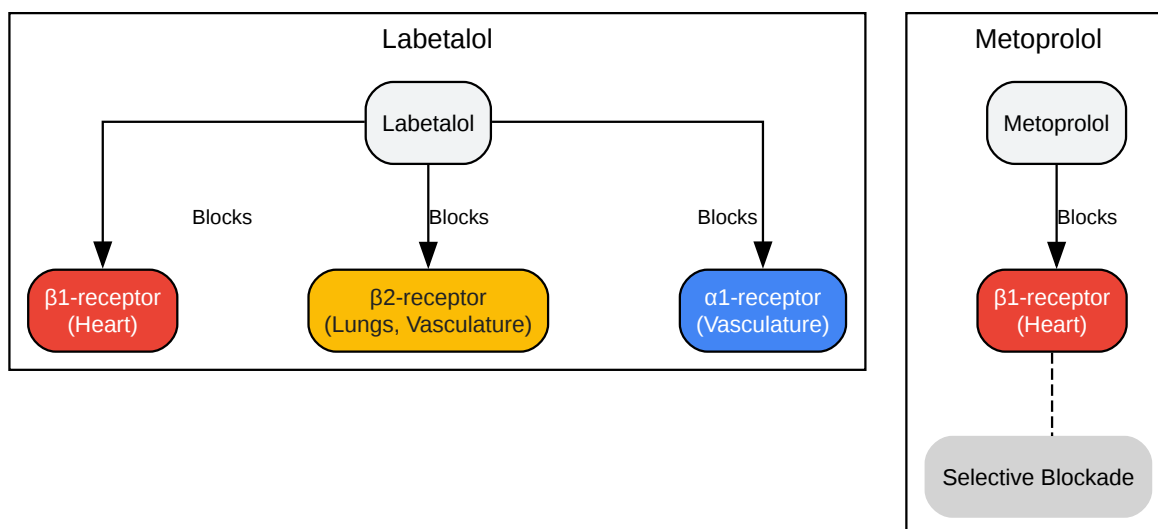 Labetalol
Labetalol
Blocks
Blocks
Blocks
β1-receptor
(Heart)
β2-receptor
(Lungs, Vasculature)
α1-receptor
(Vasculature)
Metoprolol
Metoprolol
Blocks
β1-receptor
(Heart)
Selective Blockade